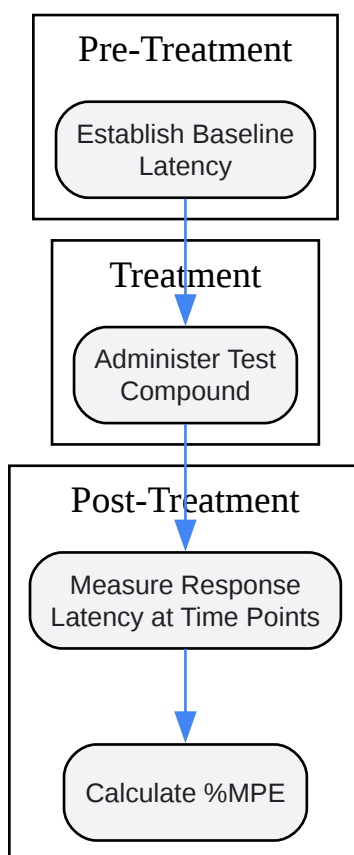 Pre-Treatment
Establish Baseline
Latency
Treatment
Administer Test
Compound
Post-Treatment
Measure Response
Latency at Time Points
Calculate %MPE